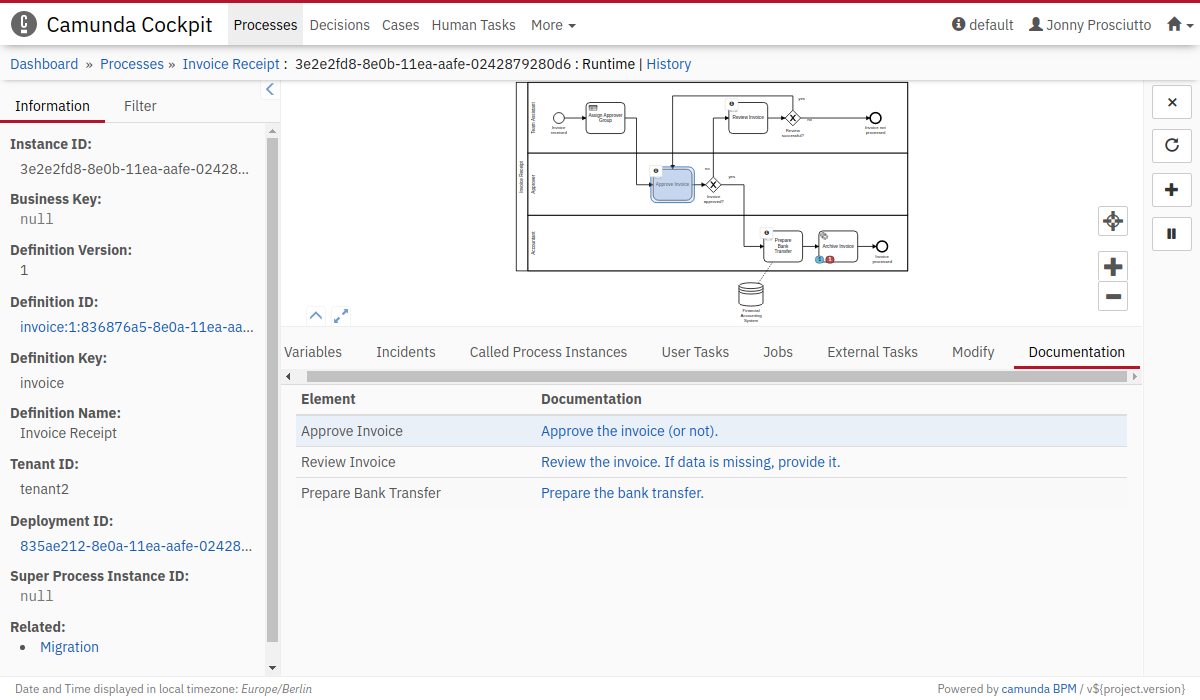 Camunda Cockpit Processes Decisions Cases Human Tasks More default Jonny Prosciutto
Dashboard » Processes » Invoice Receipt : 3e2e2fd8-8e0b-11ea-aafe-0242879280d6 : Runtime | History
Information Filter
Instance ID:
3e2e2fd8-8e0b-11ea-aafe-02428...
Business Key:
null
Definition Version:
1
Definition ID:
invoice:1:836876a5-8e0a-11ea-aa...
Definition Key:
invoice
Definition Name:
Invoice Receipt
Tenant ID:
tenant2
Deployment ID:
835ae212-8e0a-11ea-aafe-02428...
Super Process Instance ID:
null
Related:
Migration
Invoice Receipt
Team Assistant
Invoice
received
Assign Approver
Group
Review Invoice
yes
no
Review
successful?
Invoice not
processed
Approver
Approve Invoice
no
yes
Invoice
approved?
Accountant
Prepare
Bank
Transfer
Archive Invoice
1 1
Invoice
processed
Financial
Accounting
System
Variables Incidents Called Process Instances User Tasks Jobs External Tasks Modify Documentation
Element Documentation
Approve Invoice Approve the invoice (or not).
Review Invoice Review the invoice. If data is missing, provide it.
Prepare Bank Transfer Prepare the bank transfer.
Date and Time displayed in local timezone: Europe/Berlin Powered by camunda BPM / v${project.version}